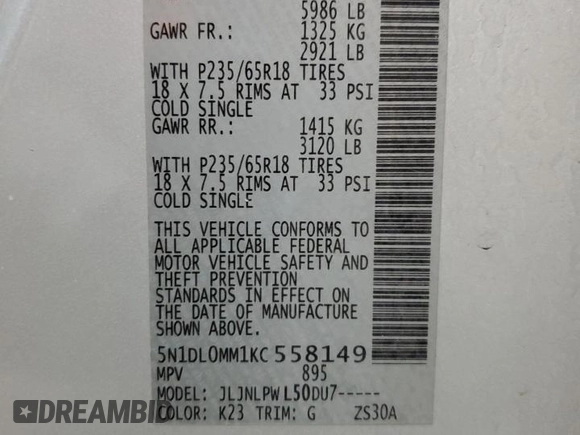 5986 LB
GAWR FR.: 1325 KG
2921 LB
WITH P235/65R18 TIRES
18 X 7.5 RIMS AT 33 PSI
COLD SINGLE
GAWR RR.: 1415 KG
3120 LB
WITH P235/65R18 TIRES
18 X 7.5 RIMS AT 33 PSI
COLD SINGLE
THIS VEHICLE CONFORMS TO
ALL APPLICABLE FEDERAL
MOTOR VEHICLE SAFETY AND
THEFT PREVENTION
STANDARDS IN EFFECT ON
THE DATE OF MANUFACTURE
SHOWN ABOVE.
5N1DL0MM1KC558149
MPV 895
MODEL: JLJNLPWL50DU7-----
COLOR: K23 TRIM: G ZS30A
AUTOBIDCAR